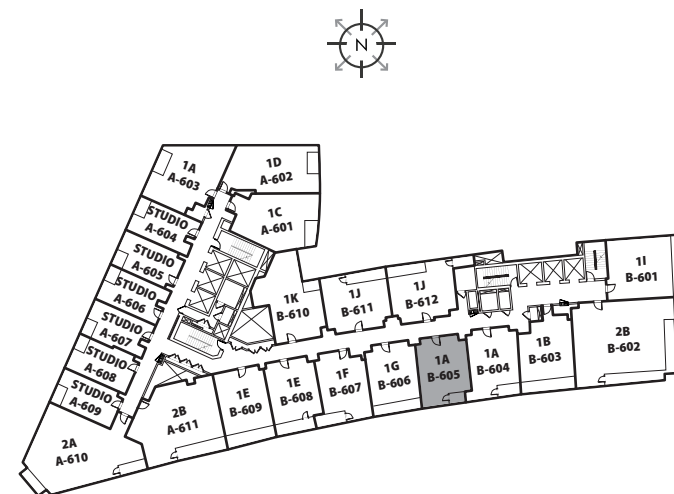 N
1D
A-602
1A
A-603
1C
A-601
STUDIO
A-604
STUDIO
A-605
STUDIO
A-606
STUDIO
A-607
STUDIO
A-608
STUDIO
A-609
2A
A-610
2B
A-611
1K
B-610
1J
B-611
1J
B-612
1I
B-601
2B
B-602
1B
B-603
1A
B-604
1A
B-605
1G
B-606
1F
B-607
1E
B-608
1E
B-609